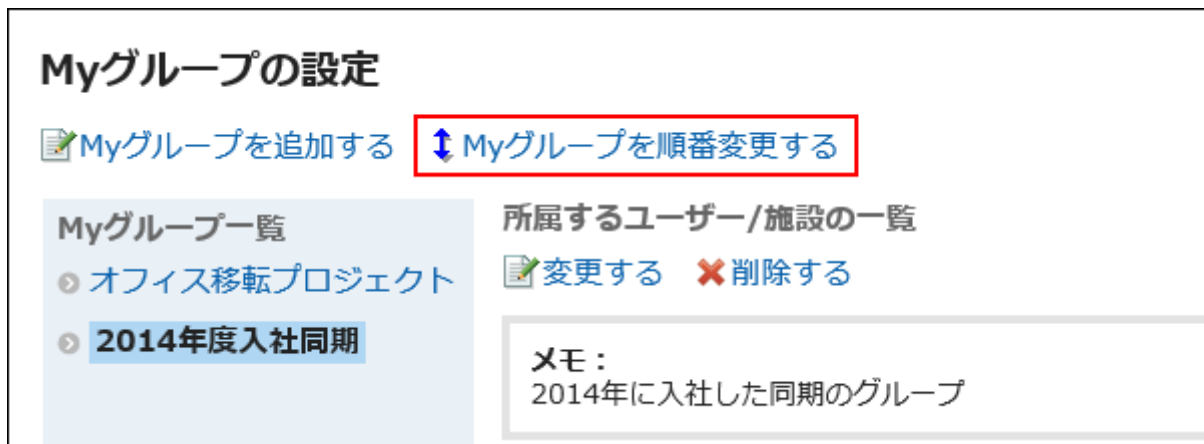 Myグループの設定
Myグループを追加する Myグループを順番変更する
Myグループ一覧
オフィス移転プロジェクト
2014年度入社同期
所属するユーザー/施設の一覧
変更する 削除する
メモ：
2014年に入社した同期のグループ